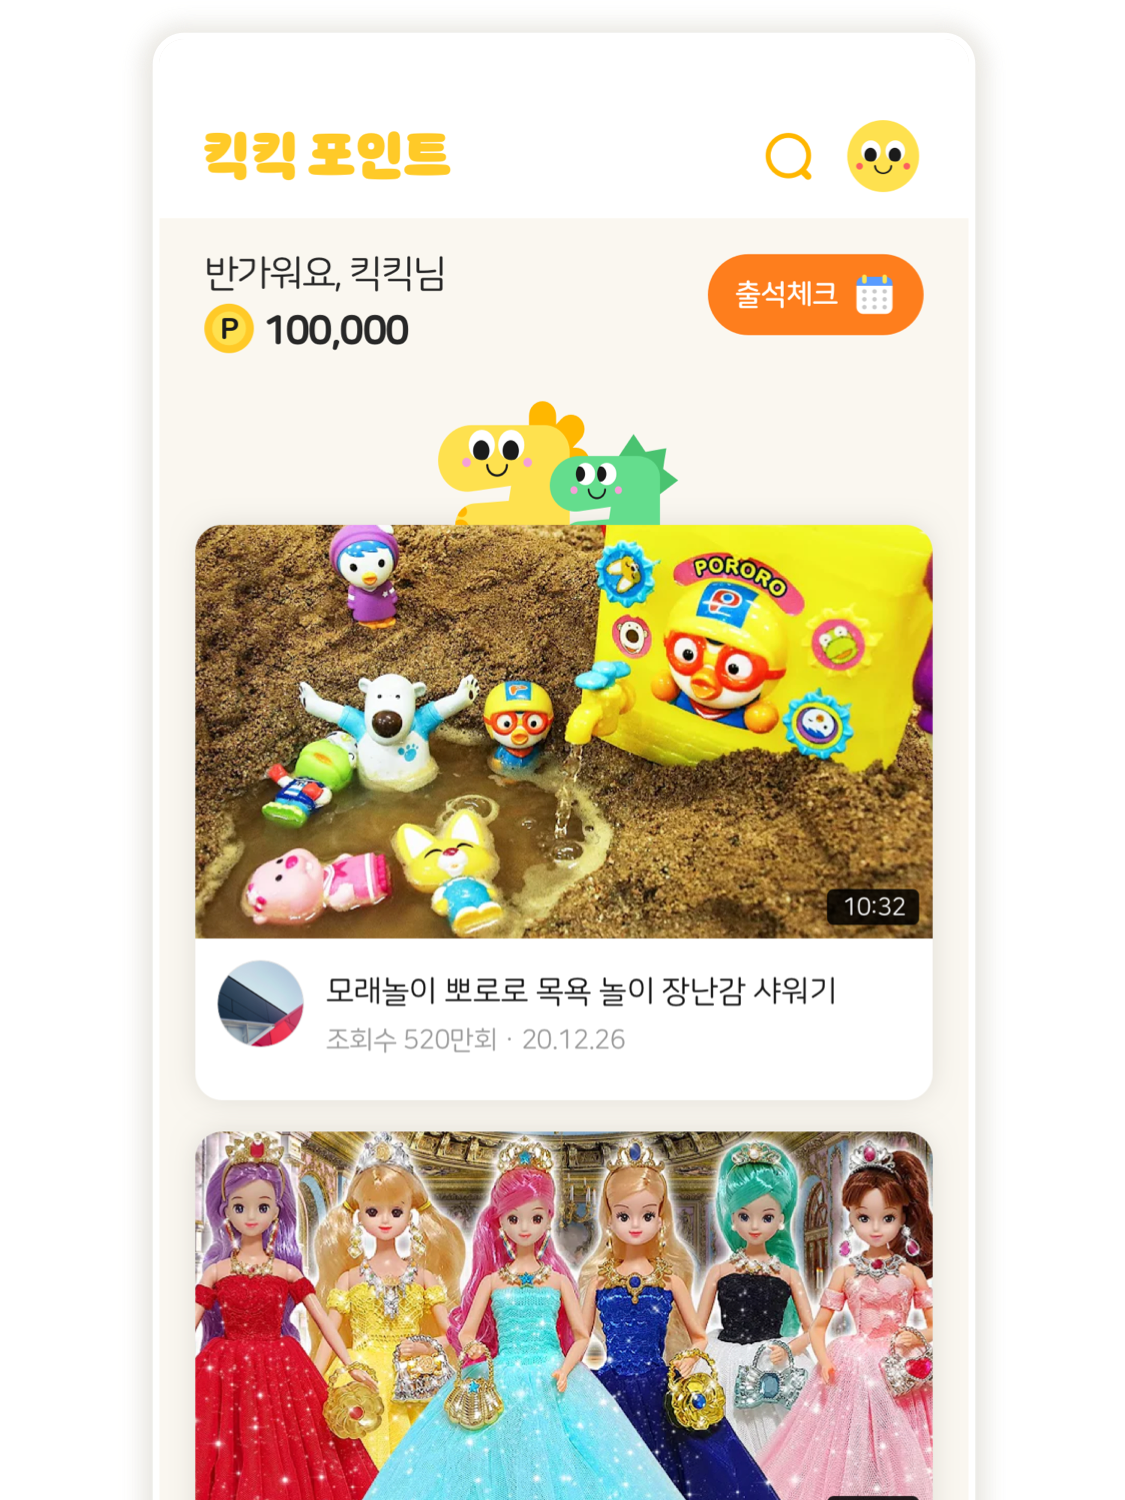 킥킥 포인트
반가워요, 킥킥님
P 100,000
출석체크
PORORO
10:32
모래놀이 뽀로로 목욕 놀이 장난감 샤워기
조회수 520만회 · 20.12.26